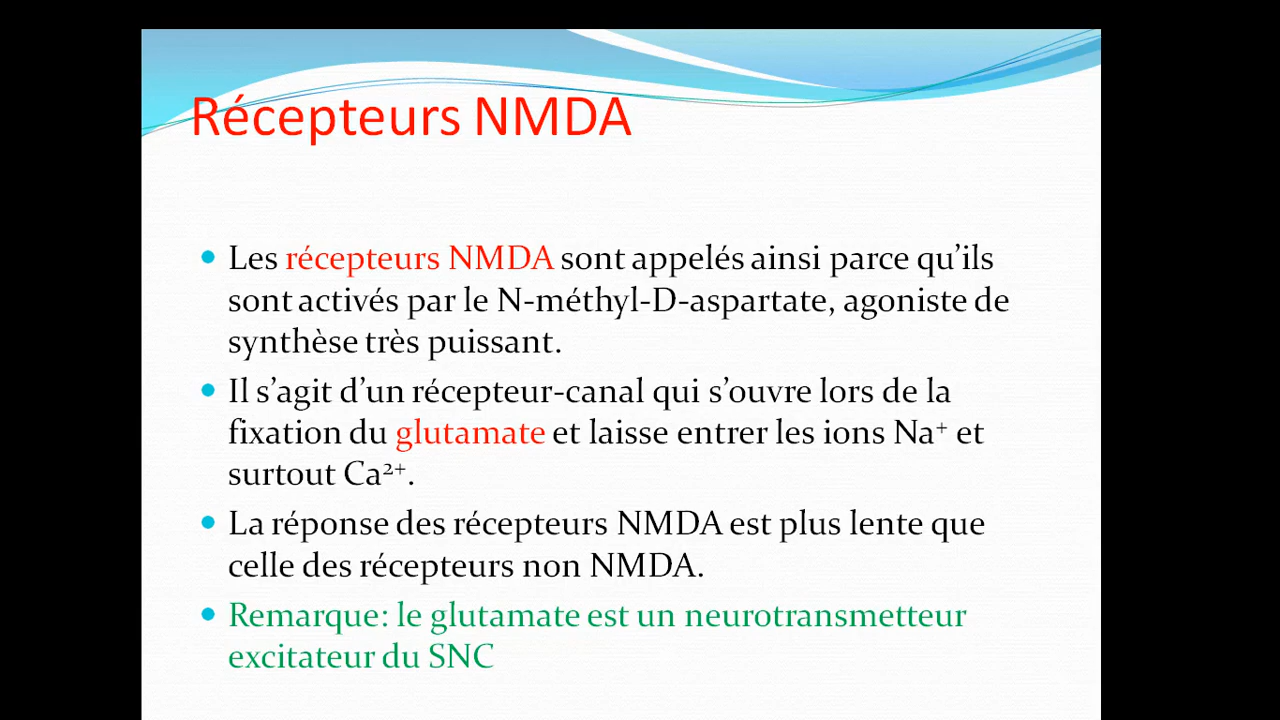 Récepteurs NMDA
• Les récepteurs NMDA sont appelés ainsi parce qu’ils
sont activés par le N-méthyl-D-aspartate, agoniste de
synthèse très puissant.
• Il s’agit d’un récepteur-canal qui s’ouvre lors de la
fixation du glutamate et laisse entrer les ions Na⁺ et
surtout Ca²⁺.
• La réponse des récepteurs NMDA est plus lente que
celle des récepteurs non NMDA.
• Remarque: le glutamate est un neurotransmetteur
excitateur du SNC